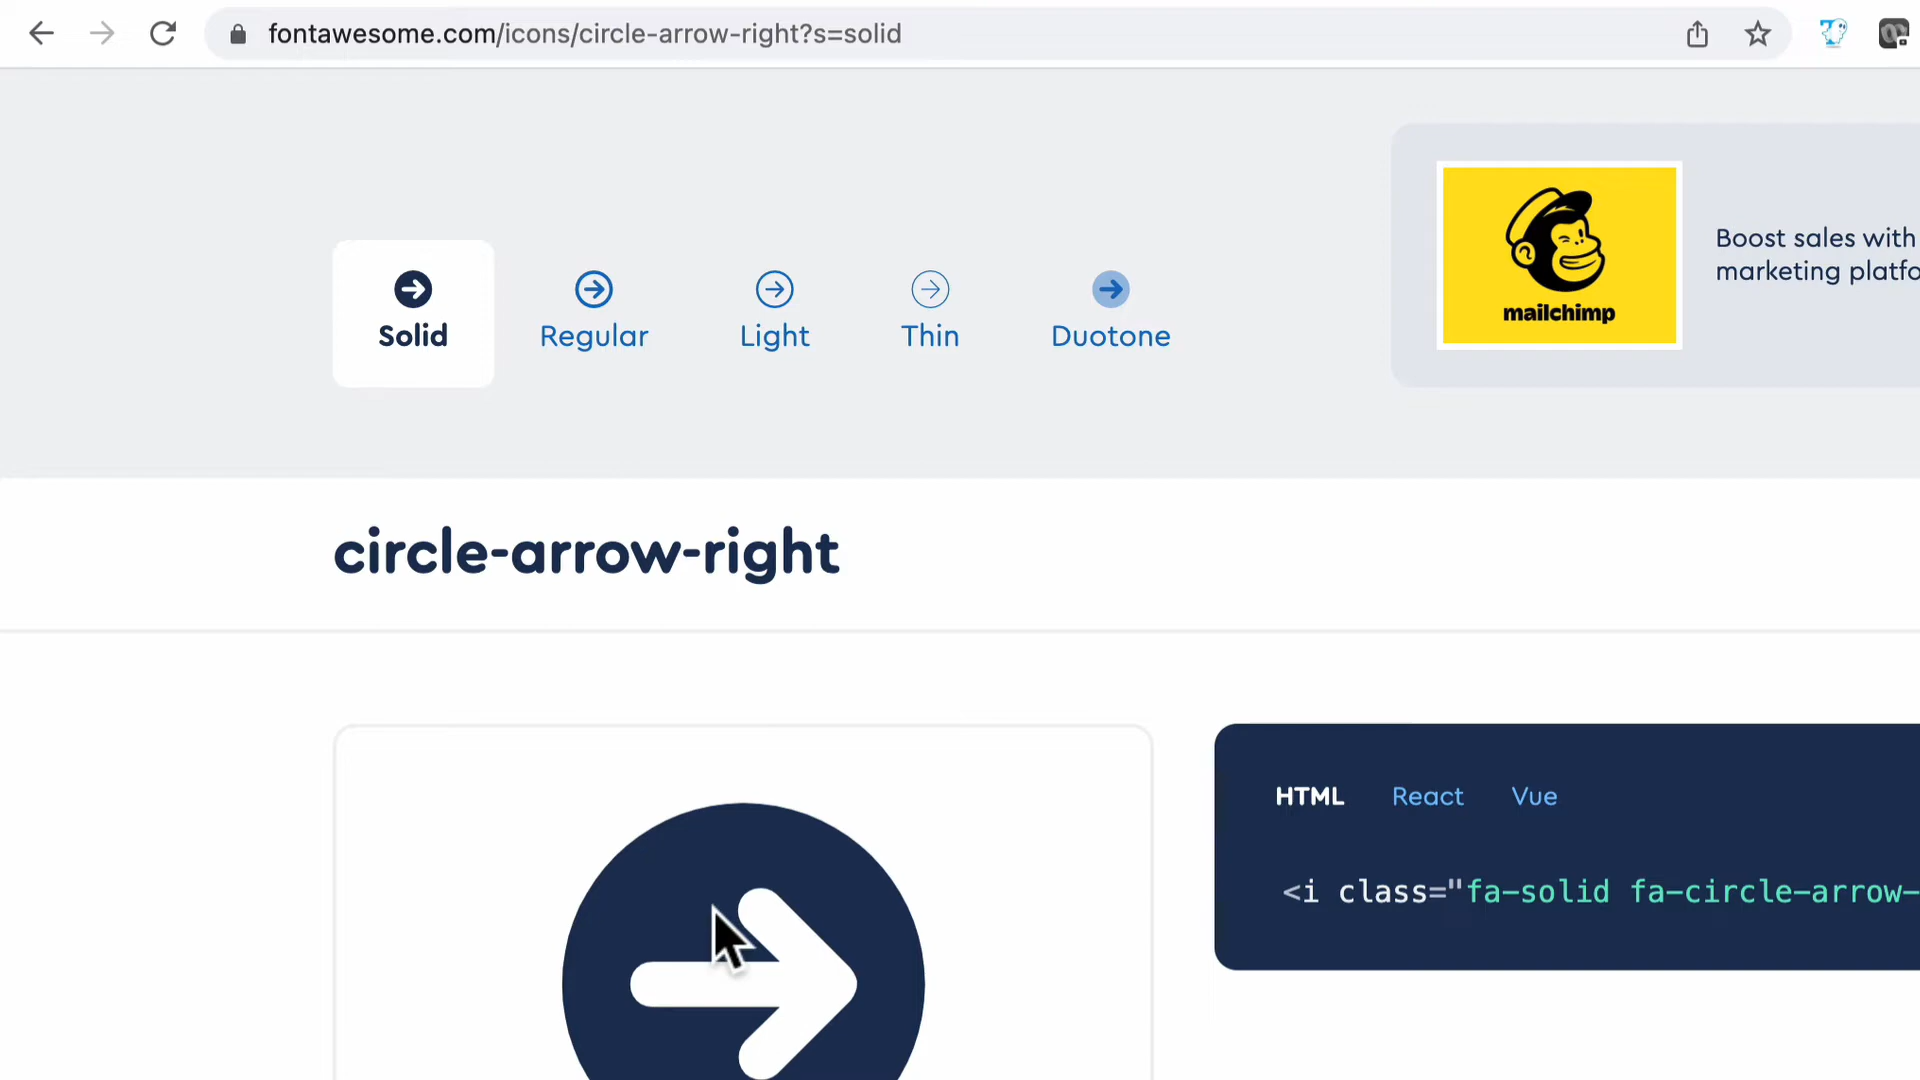 fontawesome.com/icons/circle-arrow-right?s=solid
Boost sales with
marketing platfo
mailchimp
Solid
Regular
Light
Thin
Duotone
circle-arrow-right
HTML
React
Vue
<i class="fa-solid fa-circle-arrow-